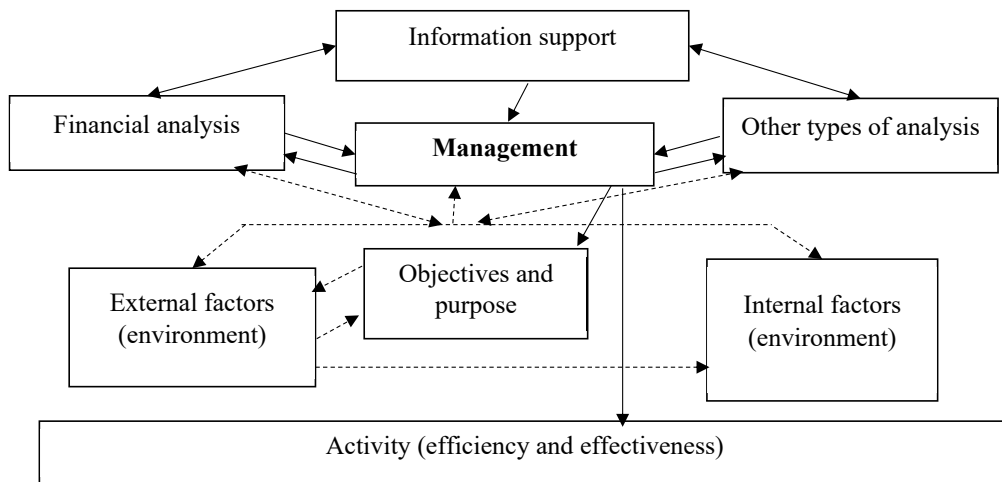 Information support
Financial analysis
Management
Other types of analysis
External factors
(environment)
Objectives and
purpose
Internal factors
(environment)
Activity (efficiency and effectiveness)